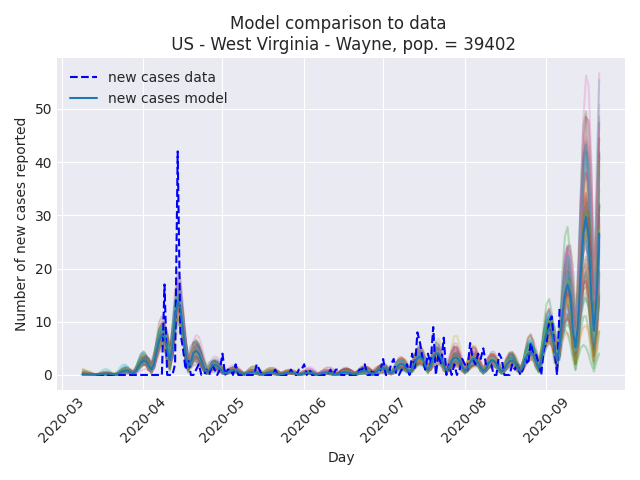 Model comparison to data
US - West Virginia - Wayne, pop. = 39402
new cases data
new cases model
Number of new cases reported
50
40
30
20
10
0
2020-03
2020-04
2020-05
2020-06
2020-07
2020-08
2020-09
Day